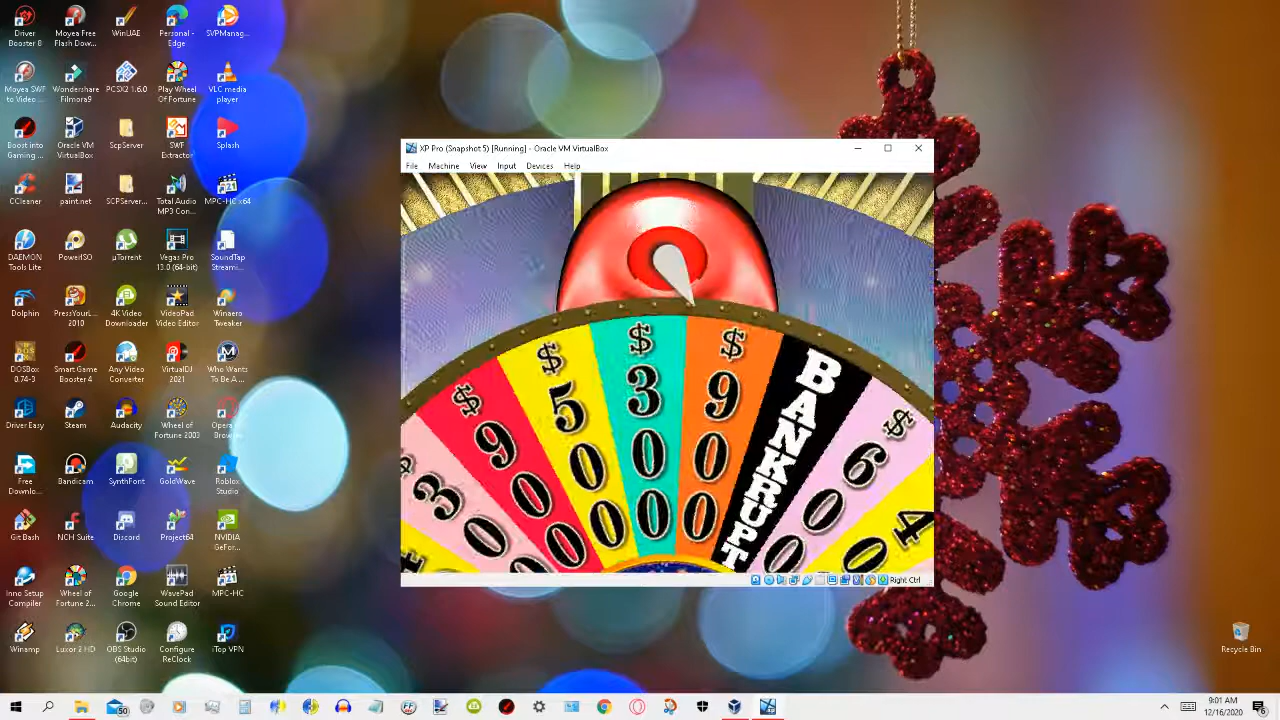 Driver
Booster 8
Moyea Free
Flash Dow...
WinUAE
Personal -
Edge
SVPManag...
Moyea SWF
to Video ...
Wondershare
Filmora9
PCSX2 1.6.0
Play Wheel
Of Fortune
VLC media
player
Boost into
Gaming ...
Oracle VM
VirtualBox
ScpServer
SWF
Extractor
Splash
CCleaner
paint.net
SCPServer...
Total Audio
MP3 Con...
MPC-HC x64
DAEMON
Tools Lite
PowerISO
µTorrent
Vegas Pro
13.0 (64-bit)
SoundTap
Streami...
Dolphin
PressYourL...
2010
4K Video
Downloader
VideoPad
Video Editor
Winaero
Tweaker
DOSBox
0.74-3
Smart Game
Booster 4
Any Video
Converter
VirtualDJ
2021
Who Wants
To Be A ...
Driver Easy
Steam
Audacity
Wheel of
Fortune 2003
Opera
Browser
Free
Downlo...
Bandicam
SynthFont
GoldWave
Roblox
Studio
Git Bash
NCH Suite
Discord
Project64
NVIDIA
GeFor...
Inno Setup
Compiler
Wheel of
Fortune 2...
Google
Chrome
WavePad
Sound Editor
MPC-HC
Winamp
Luxor 2 HD
OBS Studio
(64bit)
Configure
ReClock
iTop VPN
XP Pro (Snapshot 5) [Running] - Oracle VM VirtualBox
File Machine View Input Devices Help
$300
$900
$500
$300
$900
BANKRUPT
$600
Right Ctrl
Recycle Bin
50
9:01 AM
12/16/2020
6